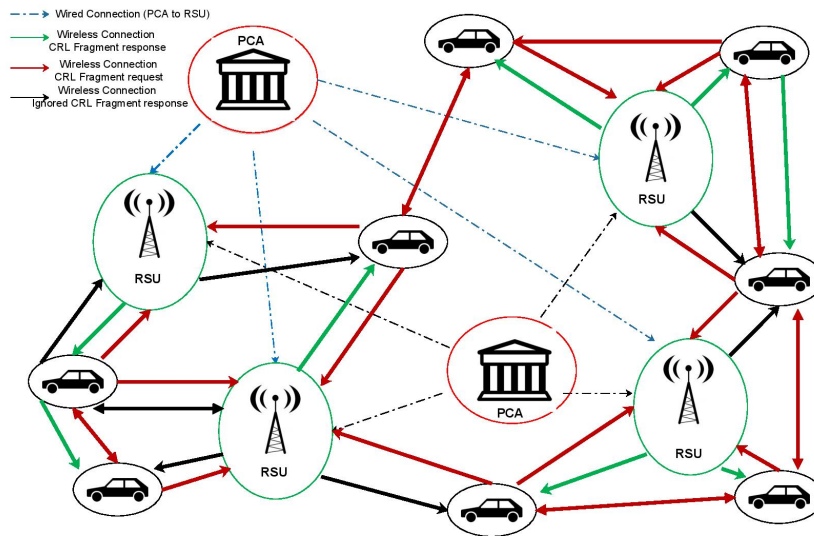 Wired Connection (PCA to RSU)
Wireless Connection
CRL Fragment response
Wireless Connection
CRL Fragment request
Wireless Connection
Ignored CRL Fragment response
PCA
RSU
RSU
PCA
RSU
RSU